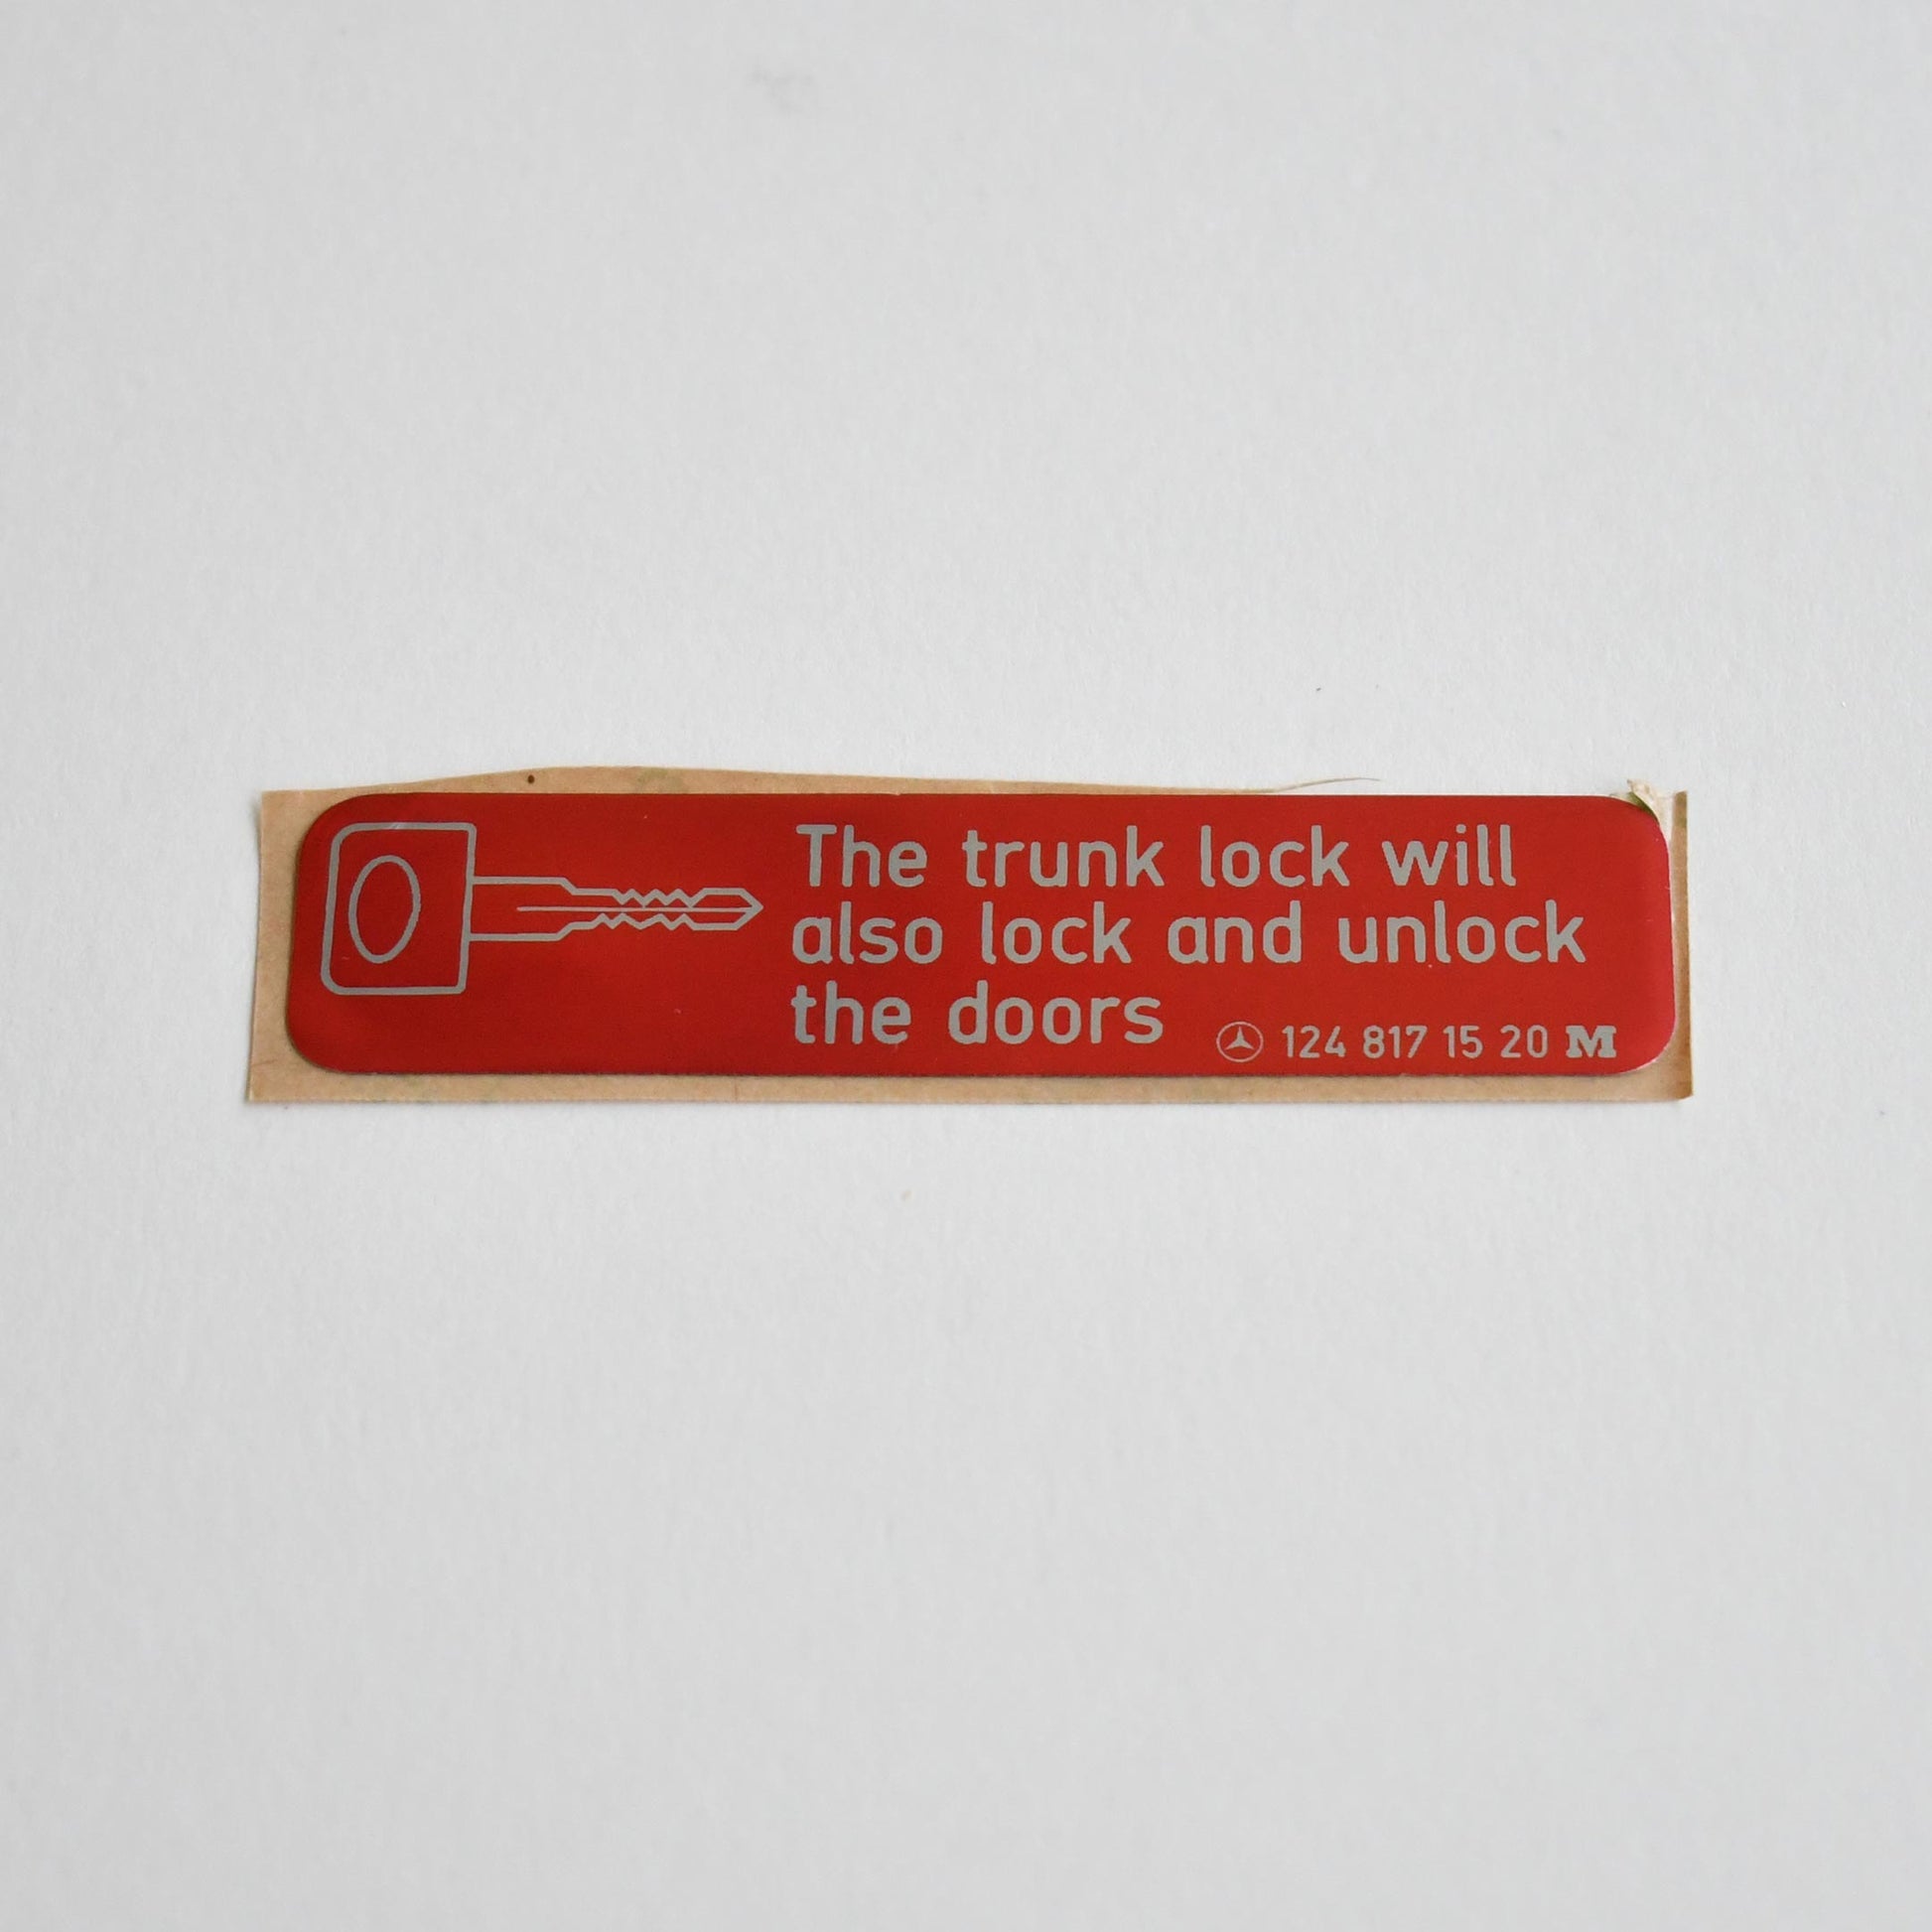 The trunk lock will
also lock and unlock
the doors
124 817 15 20 M